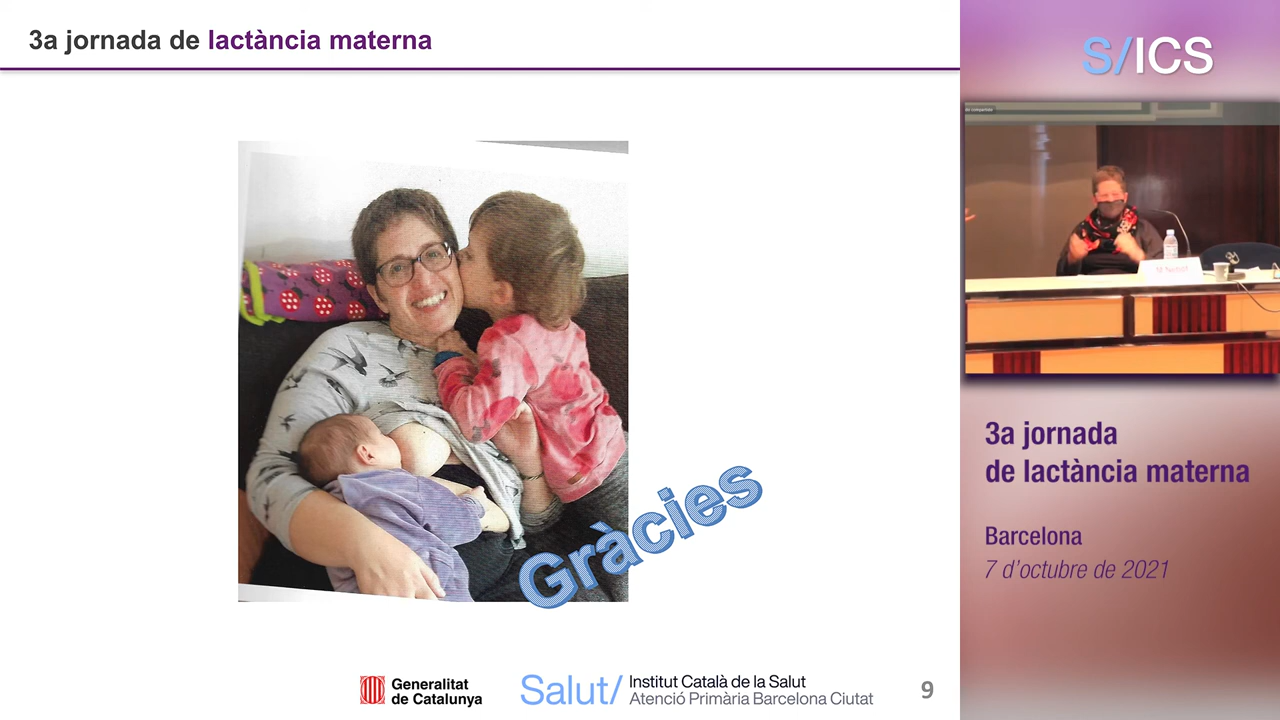 3a jornada de lactància materna
Gràcies
Generalitat
de Catalunya
Salut/
Institut Català de la Salut
Atenció Primària Barcelona Ciutat
9
S/ICS
3a jornada
de lactància materna
Barcelona
7 d'octubre de 2021